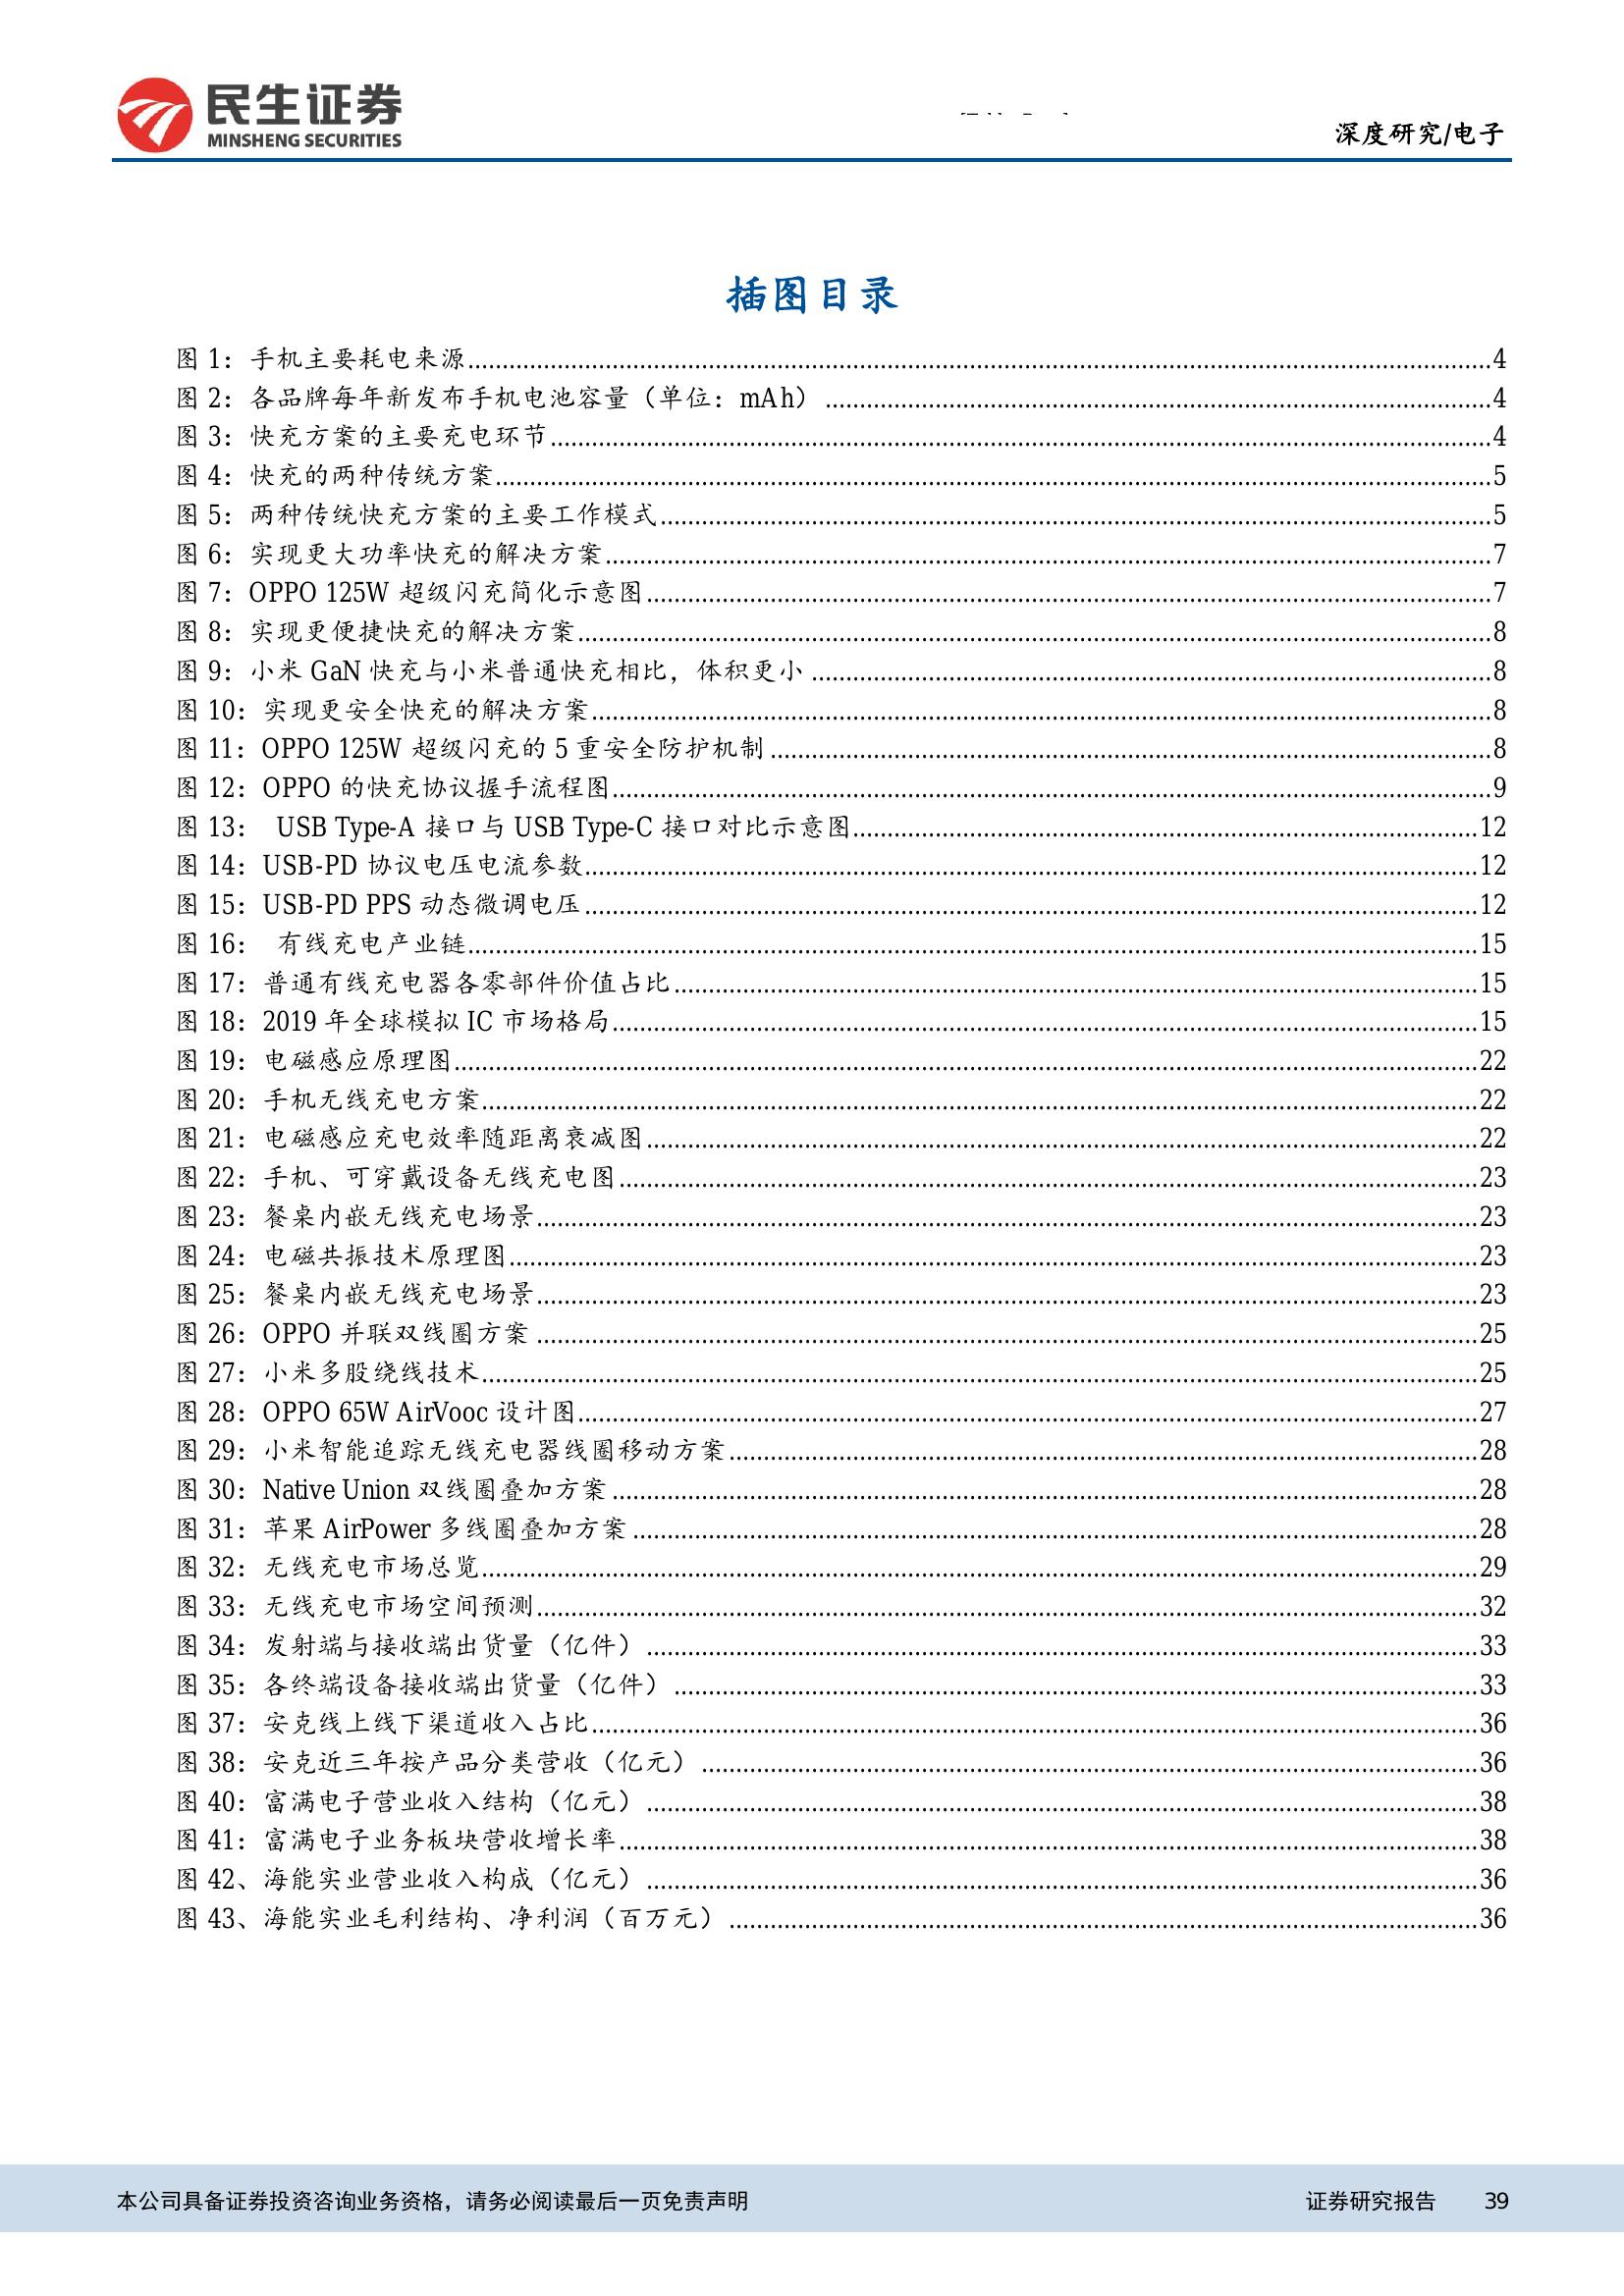 民生证券
MINSHENG SECURITIES
深度研究/电子
插图目录
图 1：手机主要耗电来源....................4
图 2：各品牌每年新发布手机电池容量（单位：mAh）....................4
图 3：快充方案的主要充电环节....................4
图 4：快充的两种传统方案....................5
图 5：两种传统快充方案的主要工作模式....................5
图 6：实现更大功率快充的解决方案....................7
图 7：OPPO 125W 超级闪充简化示意图....................7
图 8：实现更便捷快充的解决方案....................8
图 9：小米 GaN 快充与小米普通快充相比，体积更小....................8
图 10：实现更安全快充的解决方案....................8
图 11：OPPO 125W 超级闪充的 5 重安全防护机制....................8
图 12：OPPO 的快充协议握手流程图....................9
图 13： USB Type-A 接口与 USB Type-C 接口对比示意图....................12
图 14：USB-PD 协议电压电流参数....................12
图 15：USB-PD PPS 动态微调电压....................12
图 16： 有线充电产业链....................15
图 17：普通有线充电器各零部件价值占比....................15
图 18：2019 年全球模拟 IC 市场格局....................15
图 19：电磁感应原理图....................22
图 20：手机无线充电方案....................22
图 21：电磁感应充电效率随距离衰减图....................22
图 22：手机、可穿戴设备无线充电图....................23
图 23：餐桌内嵌无线充电场景....................23
图 24：电磁共振技术原理图....................23
图 25：餐桌内嵌无线充电场景....................23
图 26：OPPO 并联双线圈方案....................25
图 27：小米多股绕线技术....................25
图 28：OPPO 65W AirVooc 设计图....................27
图 29：小米智能追踪无线充电器线圈移动方案....................28
图 30：Native Union 双线圈叠加方案....................28
图 31：苹果 AirPower 多线圈叠加方案....................28
图 32：无线充电市场总览....................29
图 33：无线充电市场空间预测....................32
图 34：发射端与接收端出货量（亿件）....................33
图 35：各终端设备接收端出货量（亿件）....................33
图 37：安克线上线下渠道收入占比....................36
图 38：安克近三年按产品分类营收（亿元）....................36
图 40：富满电子营业收入结构（亿元）....................38
图 41：富满电子业务板块营收增长率....................38
图 42、海能实业营业收入构成（亿元）....................36
图 43、海能实业毛利结构、净利润（百万元）....................36
本公司具备证券投资咨询业务资格，请务必阅读最后一页免责声明
证券研究报告 39